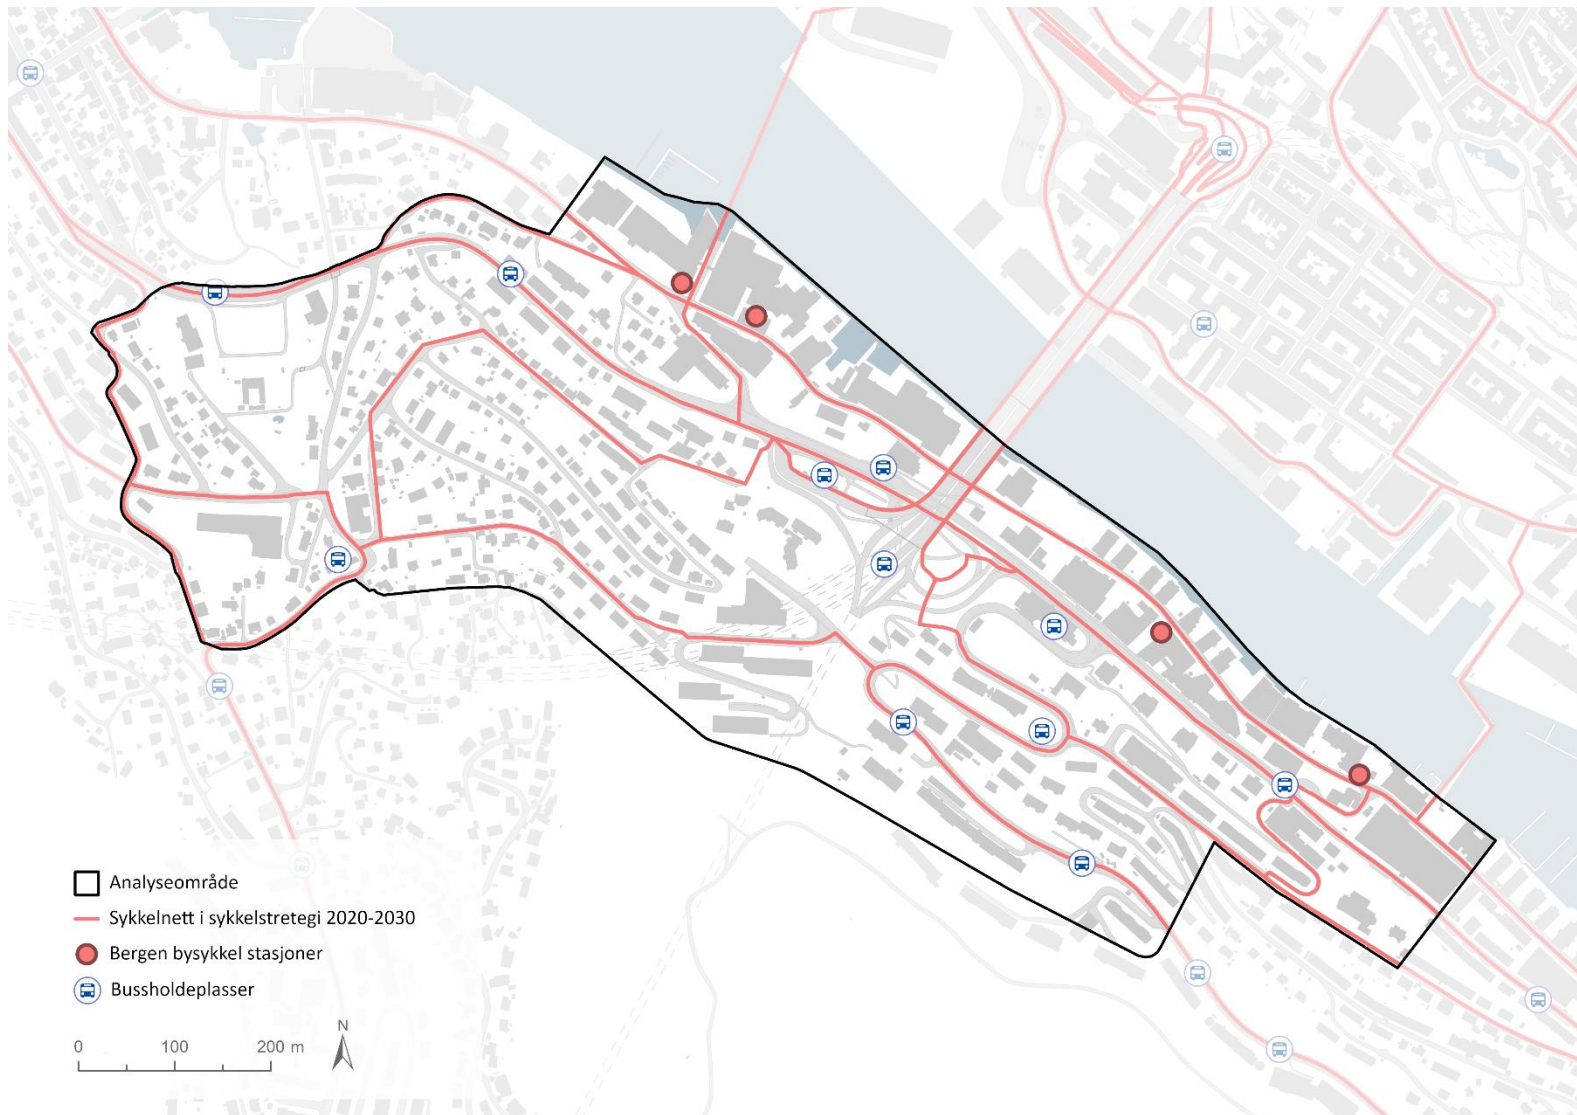 Analyseområde
Sykkelnett i sykkelstretegi 2020-2030
Bergen bysykkel stasjoner
Bussholdeplasser
N
0 100 200 m